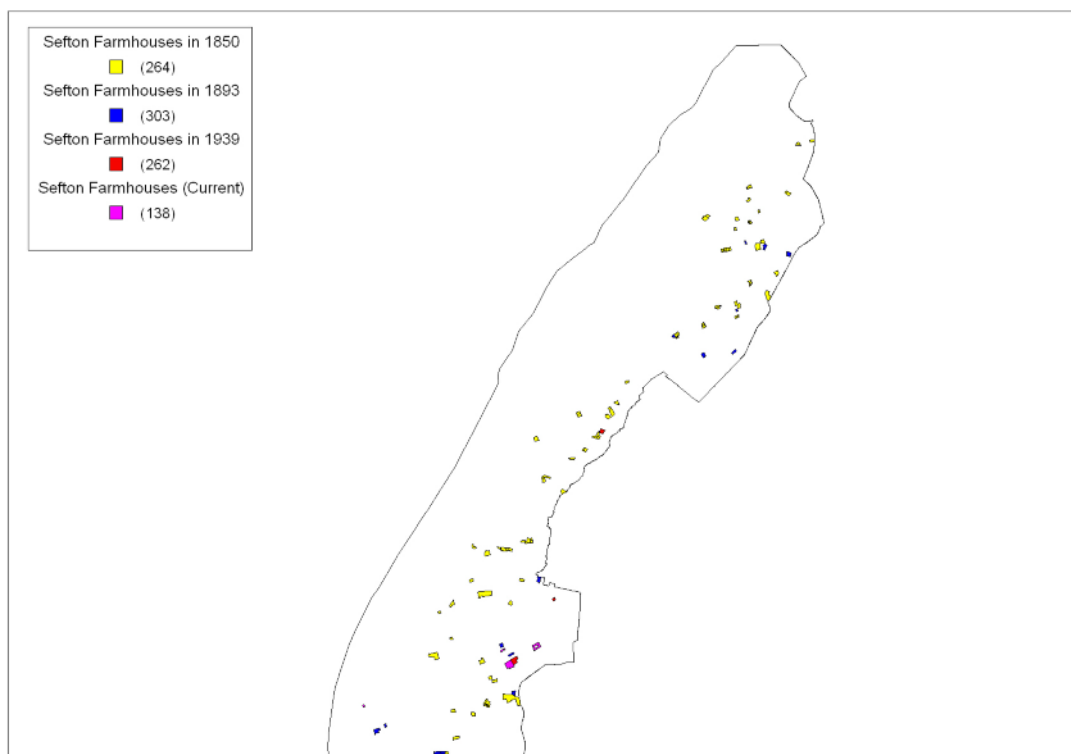 Sefton Farmhouses in 1850
(264)
Sefton Farmhouses in 1893
(303)
Sefton Farmhouses in 1939
(262)
Sefton Farmhouses (Current)
(138)